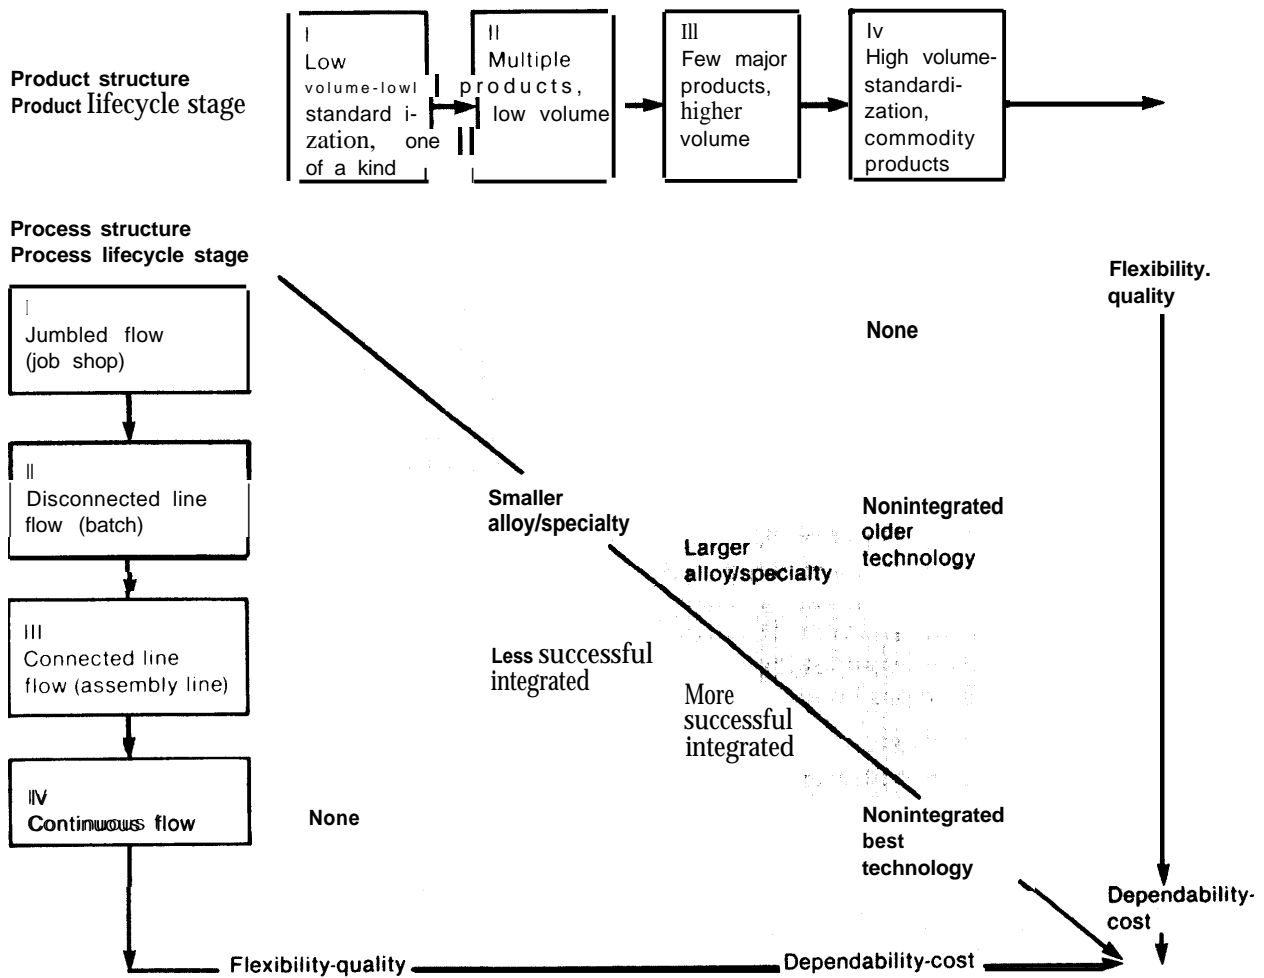 Product structure
Product lifecycle stage
I
Low
volume-low
standardi-
zation, one
of a kind
II
Multiple
products,
low volume
III
Few major
products,
higher
volume
Iv
High volume-
standardi-
zation,
commodity
products
Process structure
Process lifecycle stage
I
Jumbled flow
(job shop)
II
Disconnected line
flow (batch)
III
Connected line
flow (assembly line)
IV
Continuous flow
None
Smaller
alloy/specialty
Larger
alloy/specialty
Nonintegrated
older
technology
Less successful
integrated
More
successful
integrated
None
Nonintegrated
best
technology
Flexibility.
quality
Dependability-
cost
Flexibility-quality
Dependability-cost